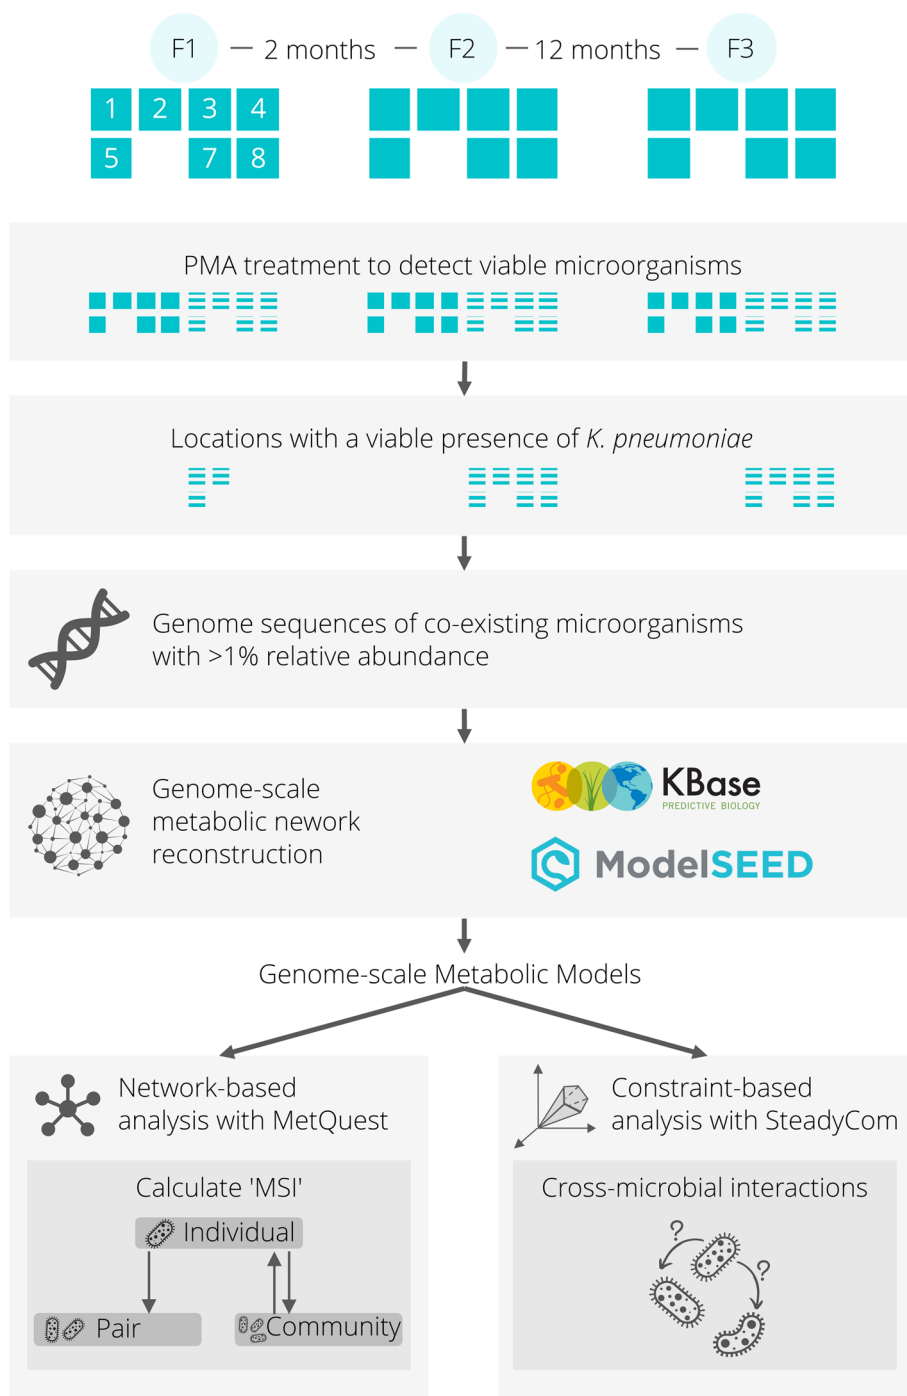 F1 — 2 months — F2 — 12 months — F3
1 2 3 4
5 7 8
PMA treatment to detect viable microorganisms
Locations with a viable presence of K. pneumoniae
Genome sequences of co-existing microorganisms
with >1% relative abundance
Genome-scale
metabolic nework
reconstruction
KBase
PREDICTIVE BIOLOGY
ModelSEED
Genome-scale Metabolic Models
Network-based
analysis with MetQuest
Calculate 'MSI'
Individual
Pair
Community
Constraint-based
analysis with SteadyCom
Cross-microbial interactions
?
?